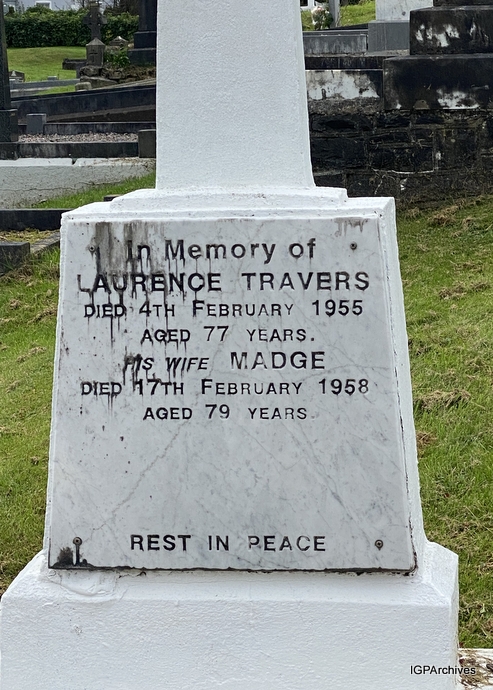 In Memory of
LAURENCE TRAVERS
DIED 4TH FEBRUARY 1955
AGED 77 YEARS.
HIS WIFE MADGE
DIED 17TH FEBRUARY 1958
AGED 79 YEARS.
REST IN PEACE
IGPArchives